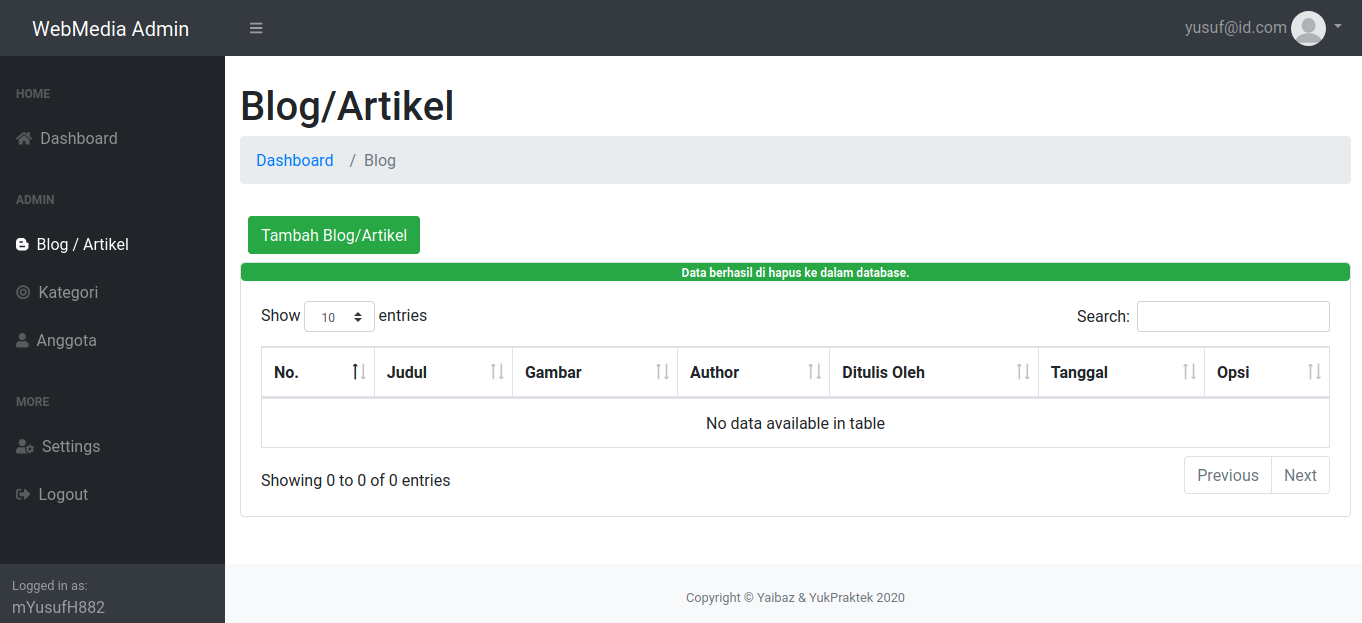 WebMedia Admin
yusuf@id.com
HOME
Dashboard
ADMIN
Blog / Artikel
Kategori
Anggota
MORE
Settings
Logout
Logged in as:
mYusufH882
Blog/Artikel
Dashboard / Blog
Tambah Blog/Artikel
Data berhasil di hapus ke dalam database.
Show 10 entries
Search:
No. Judul Gambar Author Ditulis Oleh Tanggal Opsi
No data available in table
Showing 0 to 0 of 0 entries
Previous Next
Copyright © Yaibaz & YukPraktek 2020